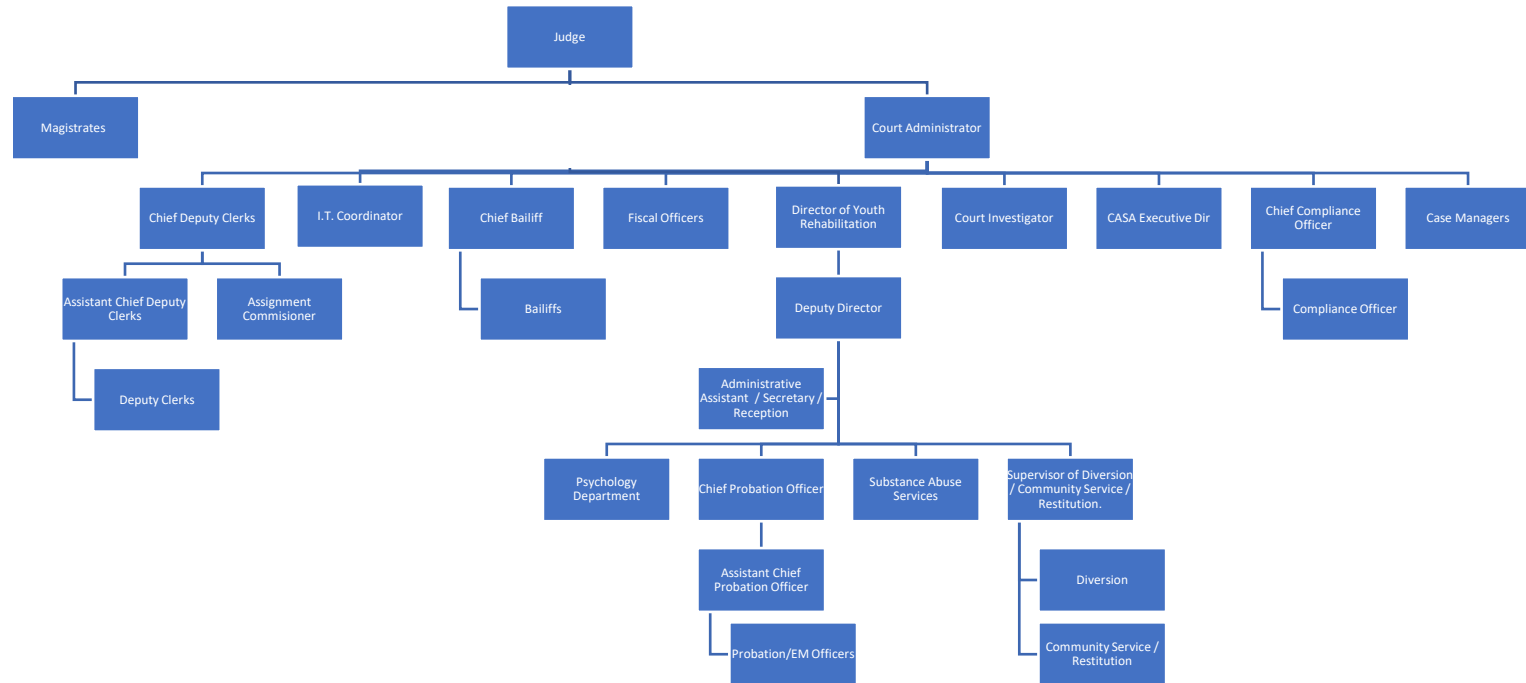 Judge
Magistrates
Court Administrator
Chief Deputy Clerks
I.T. Coordinator
Chief Bailiff
Fiscal Officers
Director of Youth
Rehabilitation
Court Investigator
CASA Executive Dir
Chief Compliance
Officer
Case Managers
Assistant Chief Deputy
Clerks
Assignment
Commisioner
Bailiffs
Deputy Director
Compliance Officer
Deputy Clerks
Administrative
Assistant / Secretary /
Reception
Psychology
Department
Chief Probation Officer
Substance Abuse
Services
Supervisor of Diversion
/ Community Service /
Restitution.
Assistant Chief
Probation Officer
Diversion
Probation/EM Officers
Community Service /
Restitution